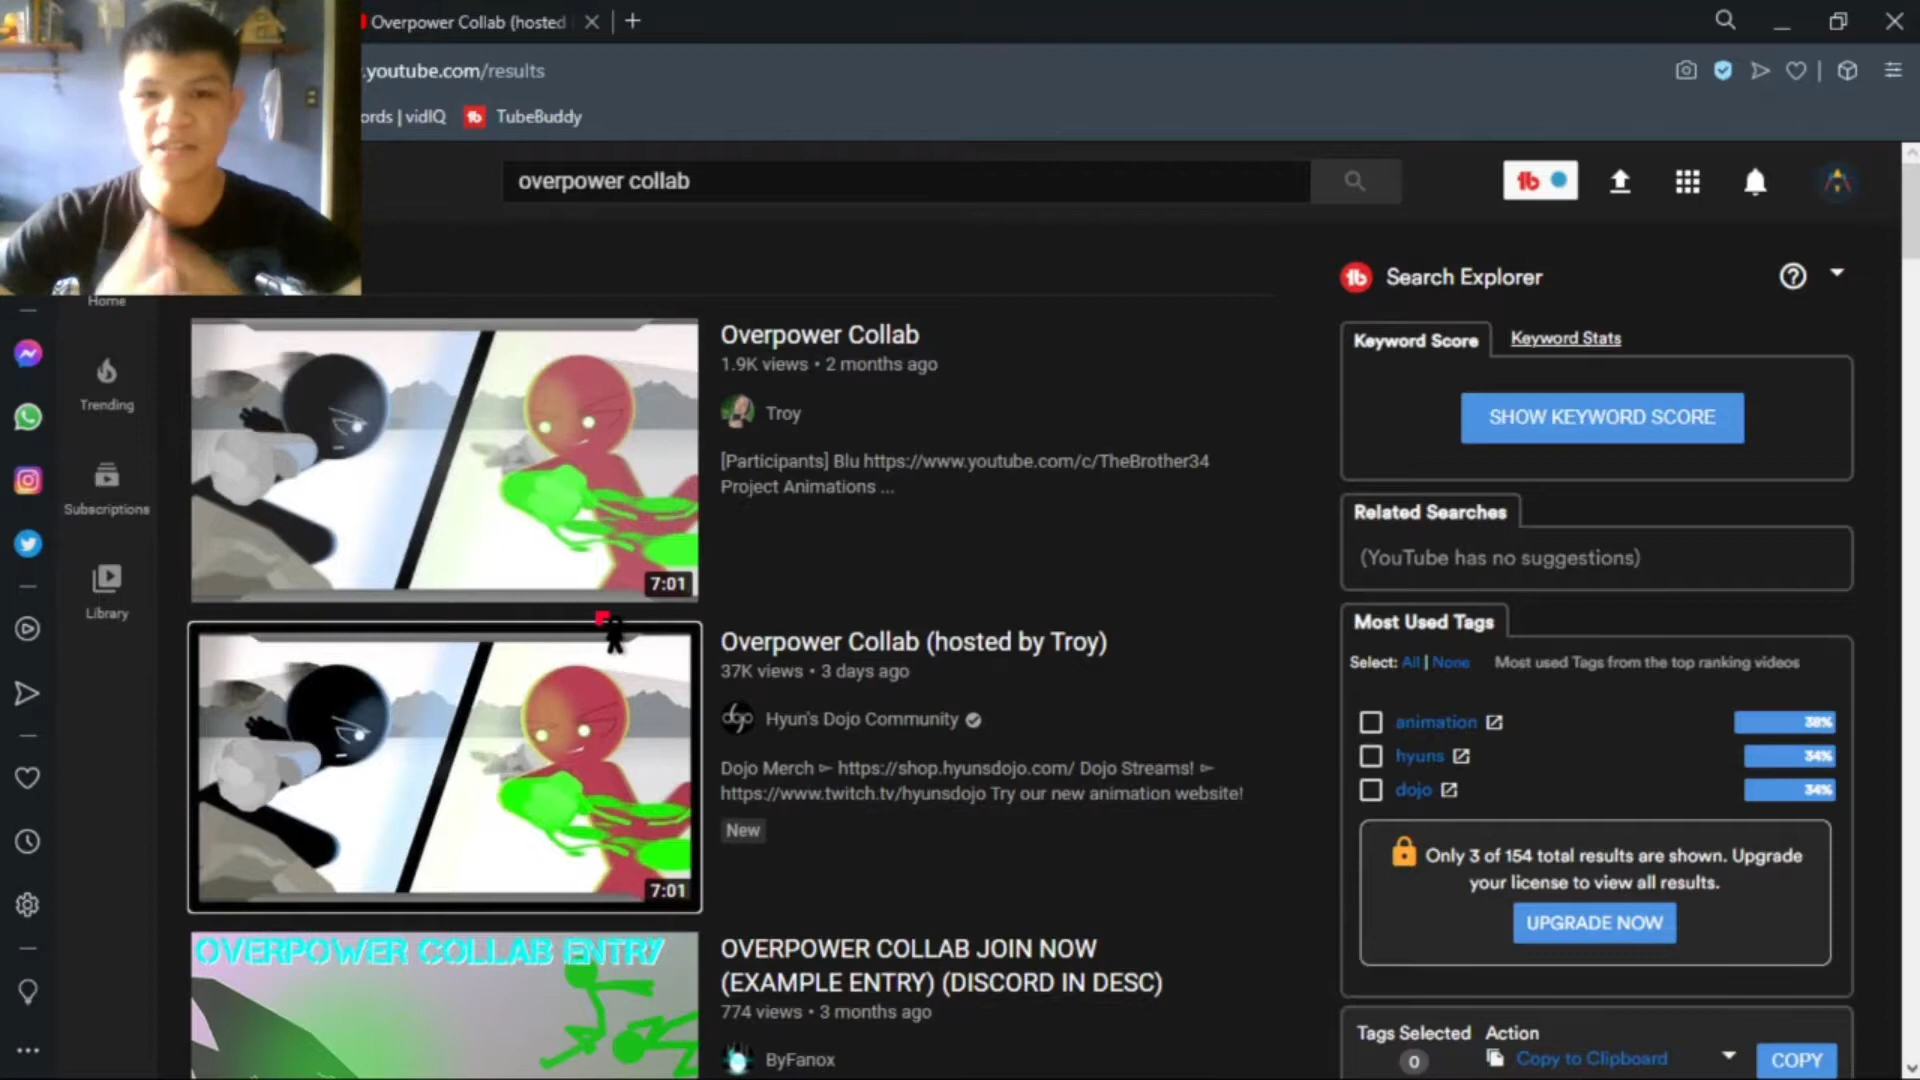 Overpower Collab (hosted
.youtube.com/results
ords | vidIQ
TubeBuddy
overpower collab
Home
Trending
Subscriptions
Library
7:01
Overpower Collab
1.9K views • 2 months ago
Troy
[Participants] Blu https://www.youtube.com/c/TheBrother34
Project Animations ...
7:01
Overpower Collab (hosted by Troy)
37K views • 3 days ago
dojo
Hyun's Dojo Community
Dojo Merch ➣ https://shop.hyunsdojo.com/ Dojo Streams! ➣
https://www.twitch.tv/hyunsdojo Try our new animation website!
New
OVERPOWER COLLAB ENTRY
OVERPOWER COLLAB JOIN NOW
(EXAMPLE ENTRY) (DISCORD IN DESC)
774 views • 3 months ago
ByFanox
Search Explorer
Keyword Score
Keyword Stats
SHOW KEYWORD SCORE
Related Searches
(YouTube has no suggestions)
Most Used Tags
Select: All | None Most used Tags from the top ranking videos
animation 38%
hyuns 34%
dojo 34%
Only 3 of 154 total results are shown. Upgrade
your license to view all results.
UPGRADE NOW
Tags Selected Action
0 Copy to Clipboard COPY